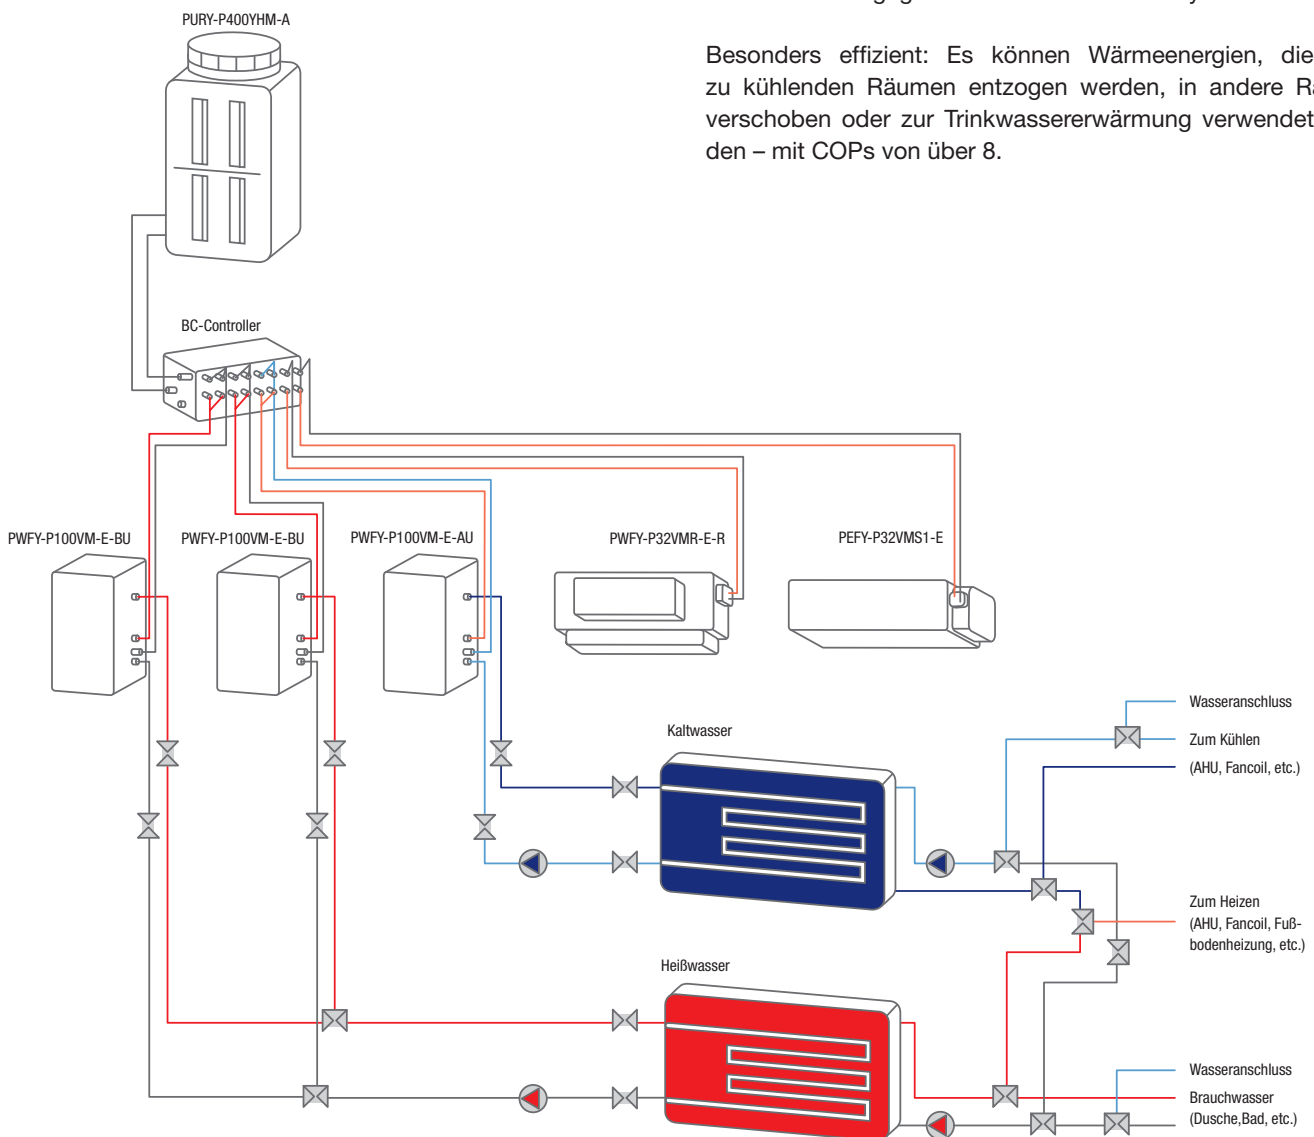 PURY-P400YHM-A
Besonders effizient: Es können Wärmeenergien, die
zu kühlenden Räumen entzogen werden, in andere
verschoben oder zur Trinkwassererwärmung verwendet
den – mit COPs von über 8.
BC-Controller
PWFY-P100VM-E-BU
PWFY-P100VM-E-BU
PWFY-P100VM-E-AU
PWFY-P32VMR-E-R
PEFY-P32VMS1-E
Kaltwasser
Wasseranschluss
Zum Kühlen
(AHU, Fancoil, etc.)
Zum Heizen
(AHU, Fancoil, Fuß-
bodenheizung, etc.)
Heißwasser
Wasseranschluss
Brauchwasser
(Dusche,Bad, etc.)